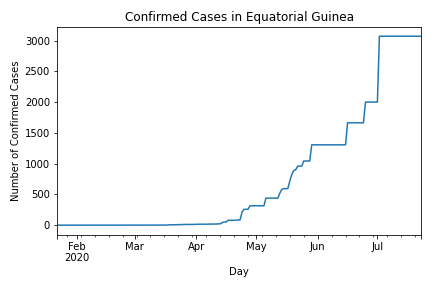 Confirmed Cases in Equatorial Guinea
Number of Confirmed Cases
3000
2500
2000
1500
1000
500
0
Feb Mar Apr May Jun Jul
2020
Day